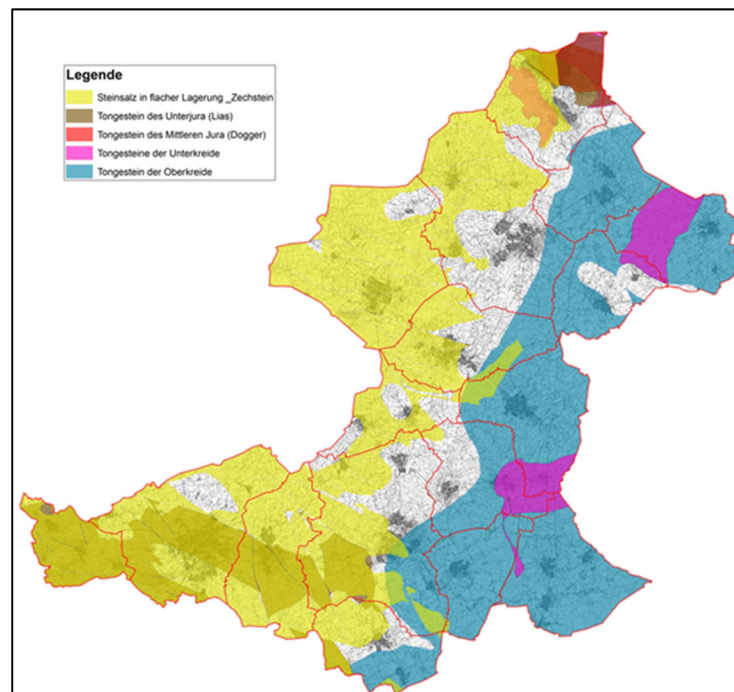 Legende
Steinsalz in flacher Lagerung _Zechstein
Tongestein des Unterjura (Lias)
Tongestein des Mittleren Jura (Dogger)
Tongesteine der Unterkreide
Tongestein der Oberkreide